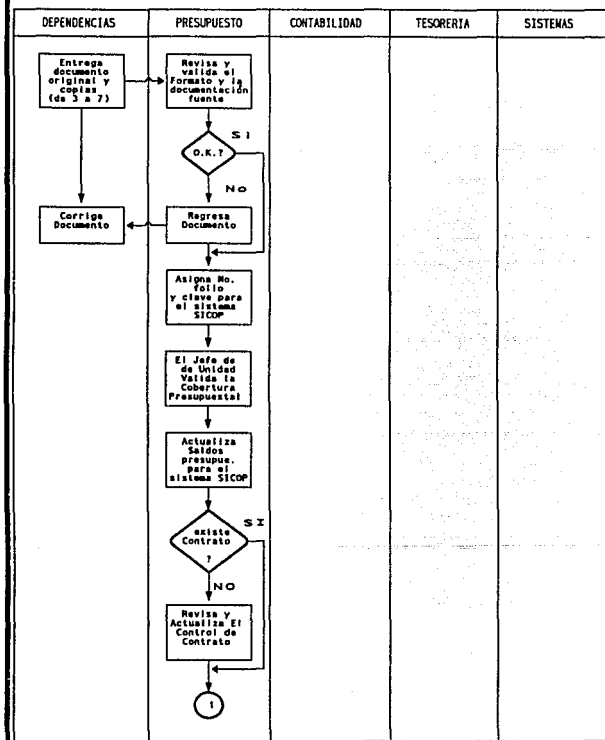 DEPENDENCIAS PRESUPUESTO CONTABILIDAD TESORERIA SISTEMAS
Entrega
documento
original y
copias
(de 3 a 7)
Revisa y
valida el
Formato y la
documentación
fuente
SI
O.K.?
No
Corrige
Documento
Regresa
Documento
Asigna No.
folio
y clave para
el sistema
SICOP
El Jefe de
de Unidad
Valida la
Cobertura
Presupuestal
Actualiza
Saldos
presupue.
para el
sistema SICOP
SI
existe
Contrato
?
NO
Revisa y
Actualiza El
Control de
Contrato
1